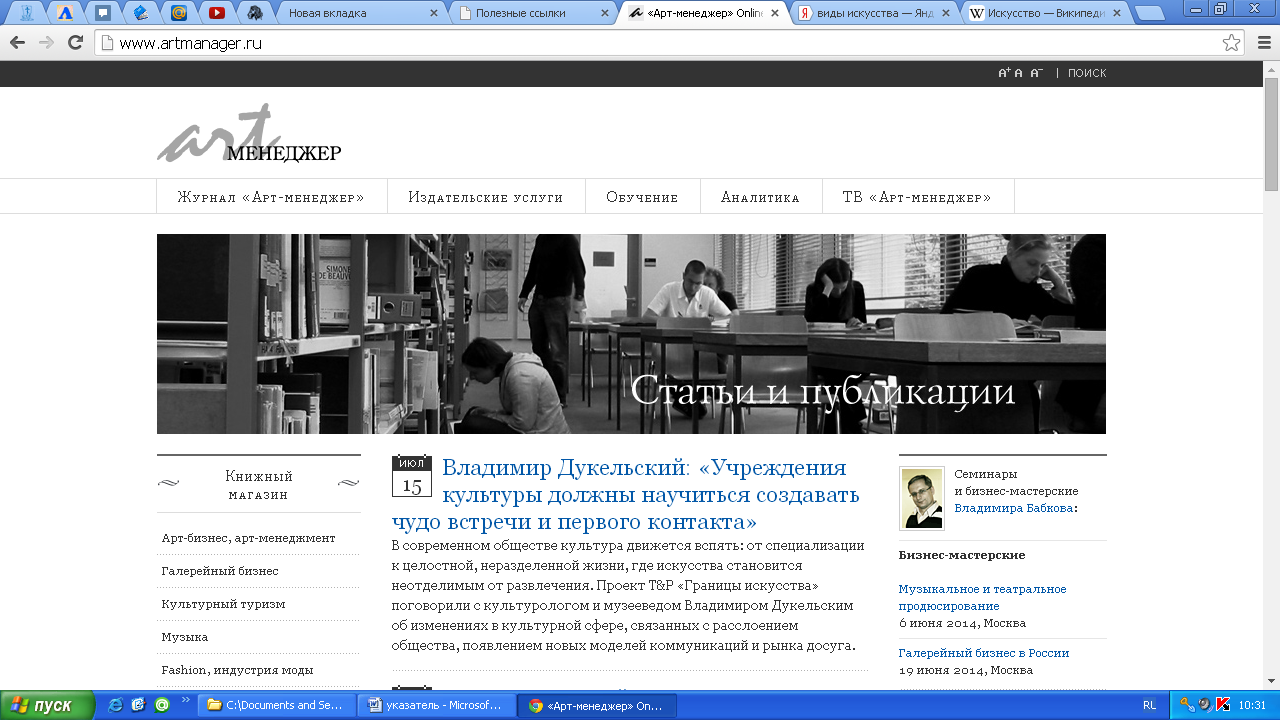 Новая вкладка
Полезные ссылки
«Арт-менеджер» Onlin
виды искусства — Янд
Искусство — Википеди
www.artmanager.ru
A+ A A− | ПОИСК
art МЕНЕДЖЕР
Журнал «Арт-менеджер»
Издательские услуги
Обучение
Аналитика
ТВ «Арт-менеджер»
SIMONE
DE BEAUVOIR
Статьи и публикации
Книжный
магазин
Арт-бизнес, арт-менеджмент
Галерейный бизнес
Культурный туризм
Музыка
Fashion, индустрия моды
ИЮЛ
15
Владимир Дукельский: «Учреждения
культуры должны научиться создавать
чудо встречи и первого контакта»
В современном обществе культура движется вспять: от специализации
к целостной, неразделенной жизни, где искусства становится
неотделимым от развлечения. Проект T&P «Границы искусства»
поговорили с культурологом и музееведом Владимиром Дукельским
об изменениях в культурной сфере, связанных с расслоением
общества, появлением новых моделей коммуникаций и рынка досуга.
Семинары
и бизнес-мастерские
Владимира Бабкова:
Бизнес-мастерские
Музыкальное и театральное
продюсирование
6 июня 2014, Москва
Галерейный бизнес в России
19 июня 2014, Москва
пуск
C:\Documents and Se...
указатель - Microsof...
«Арт-менеджер» On...
RL
10:31